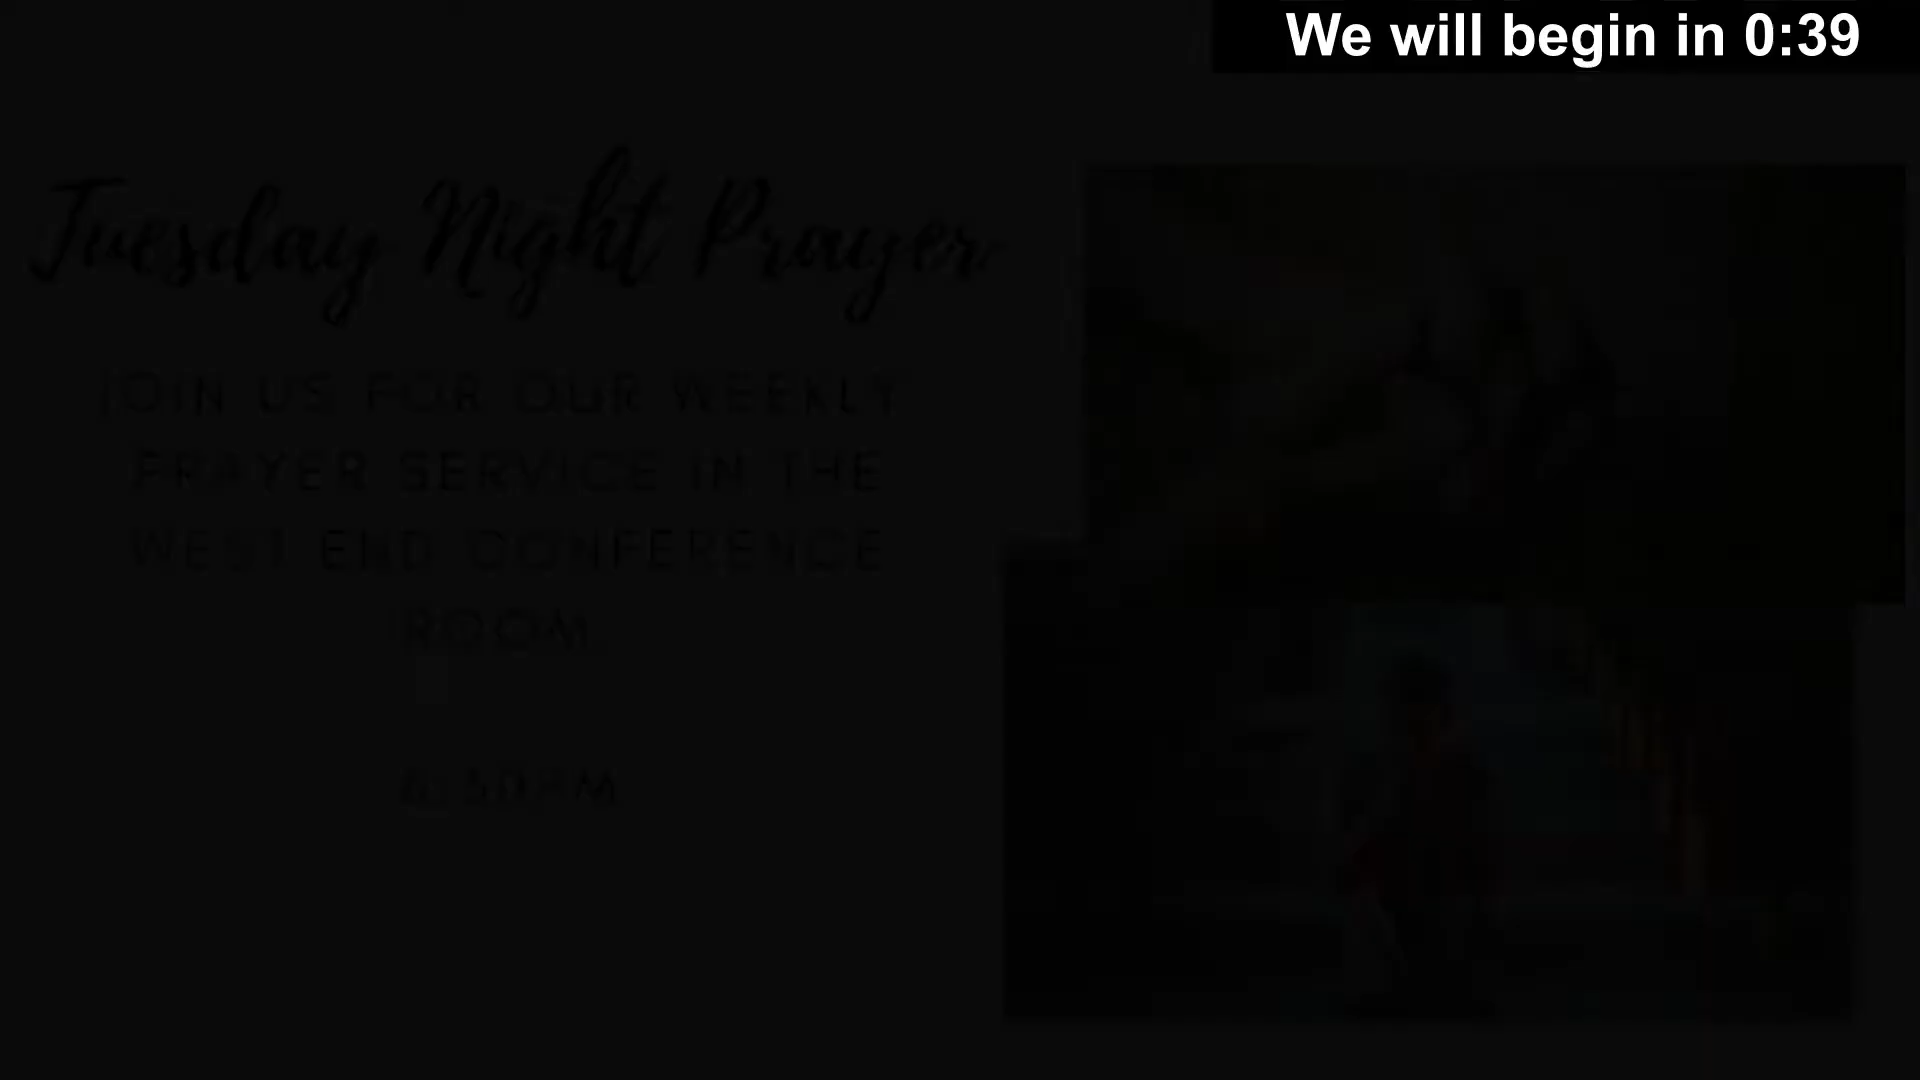 We will begin in 0:39
Tuesday Night Prayer
JOIN US FOR OUR WEEKLY
PRAYER SERVICE IN THE
WEST END CONFERENCE
ROOM